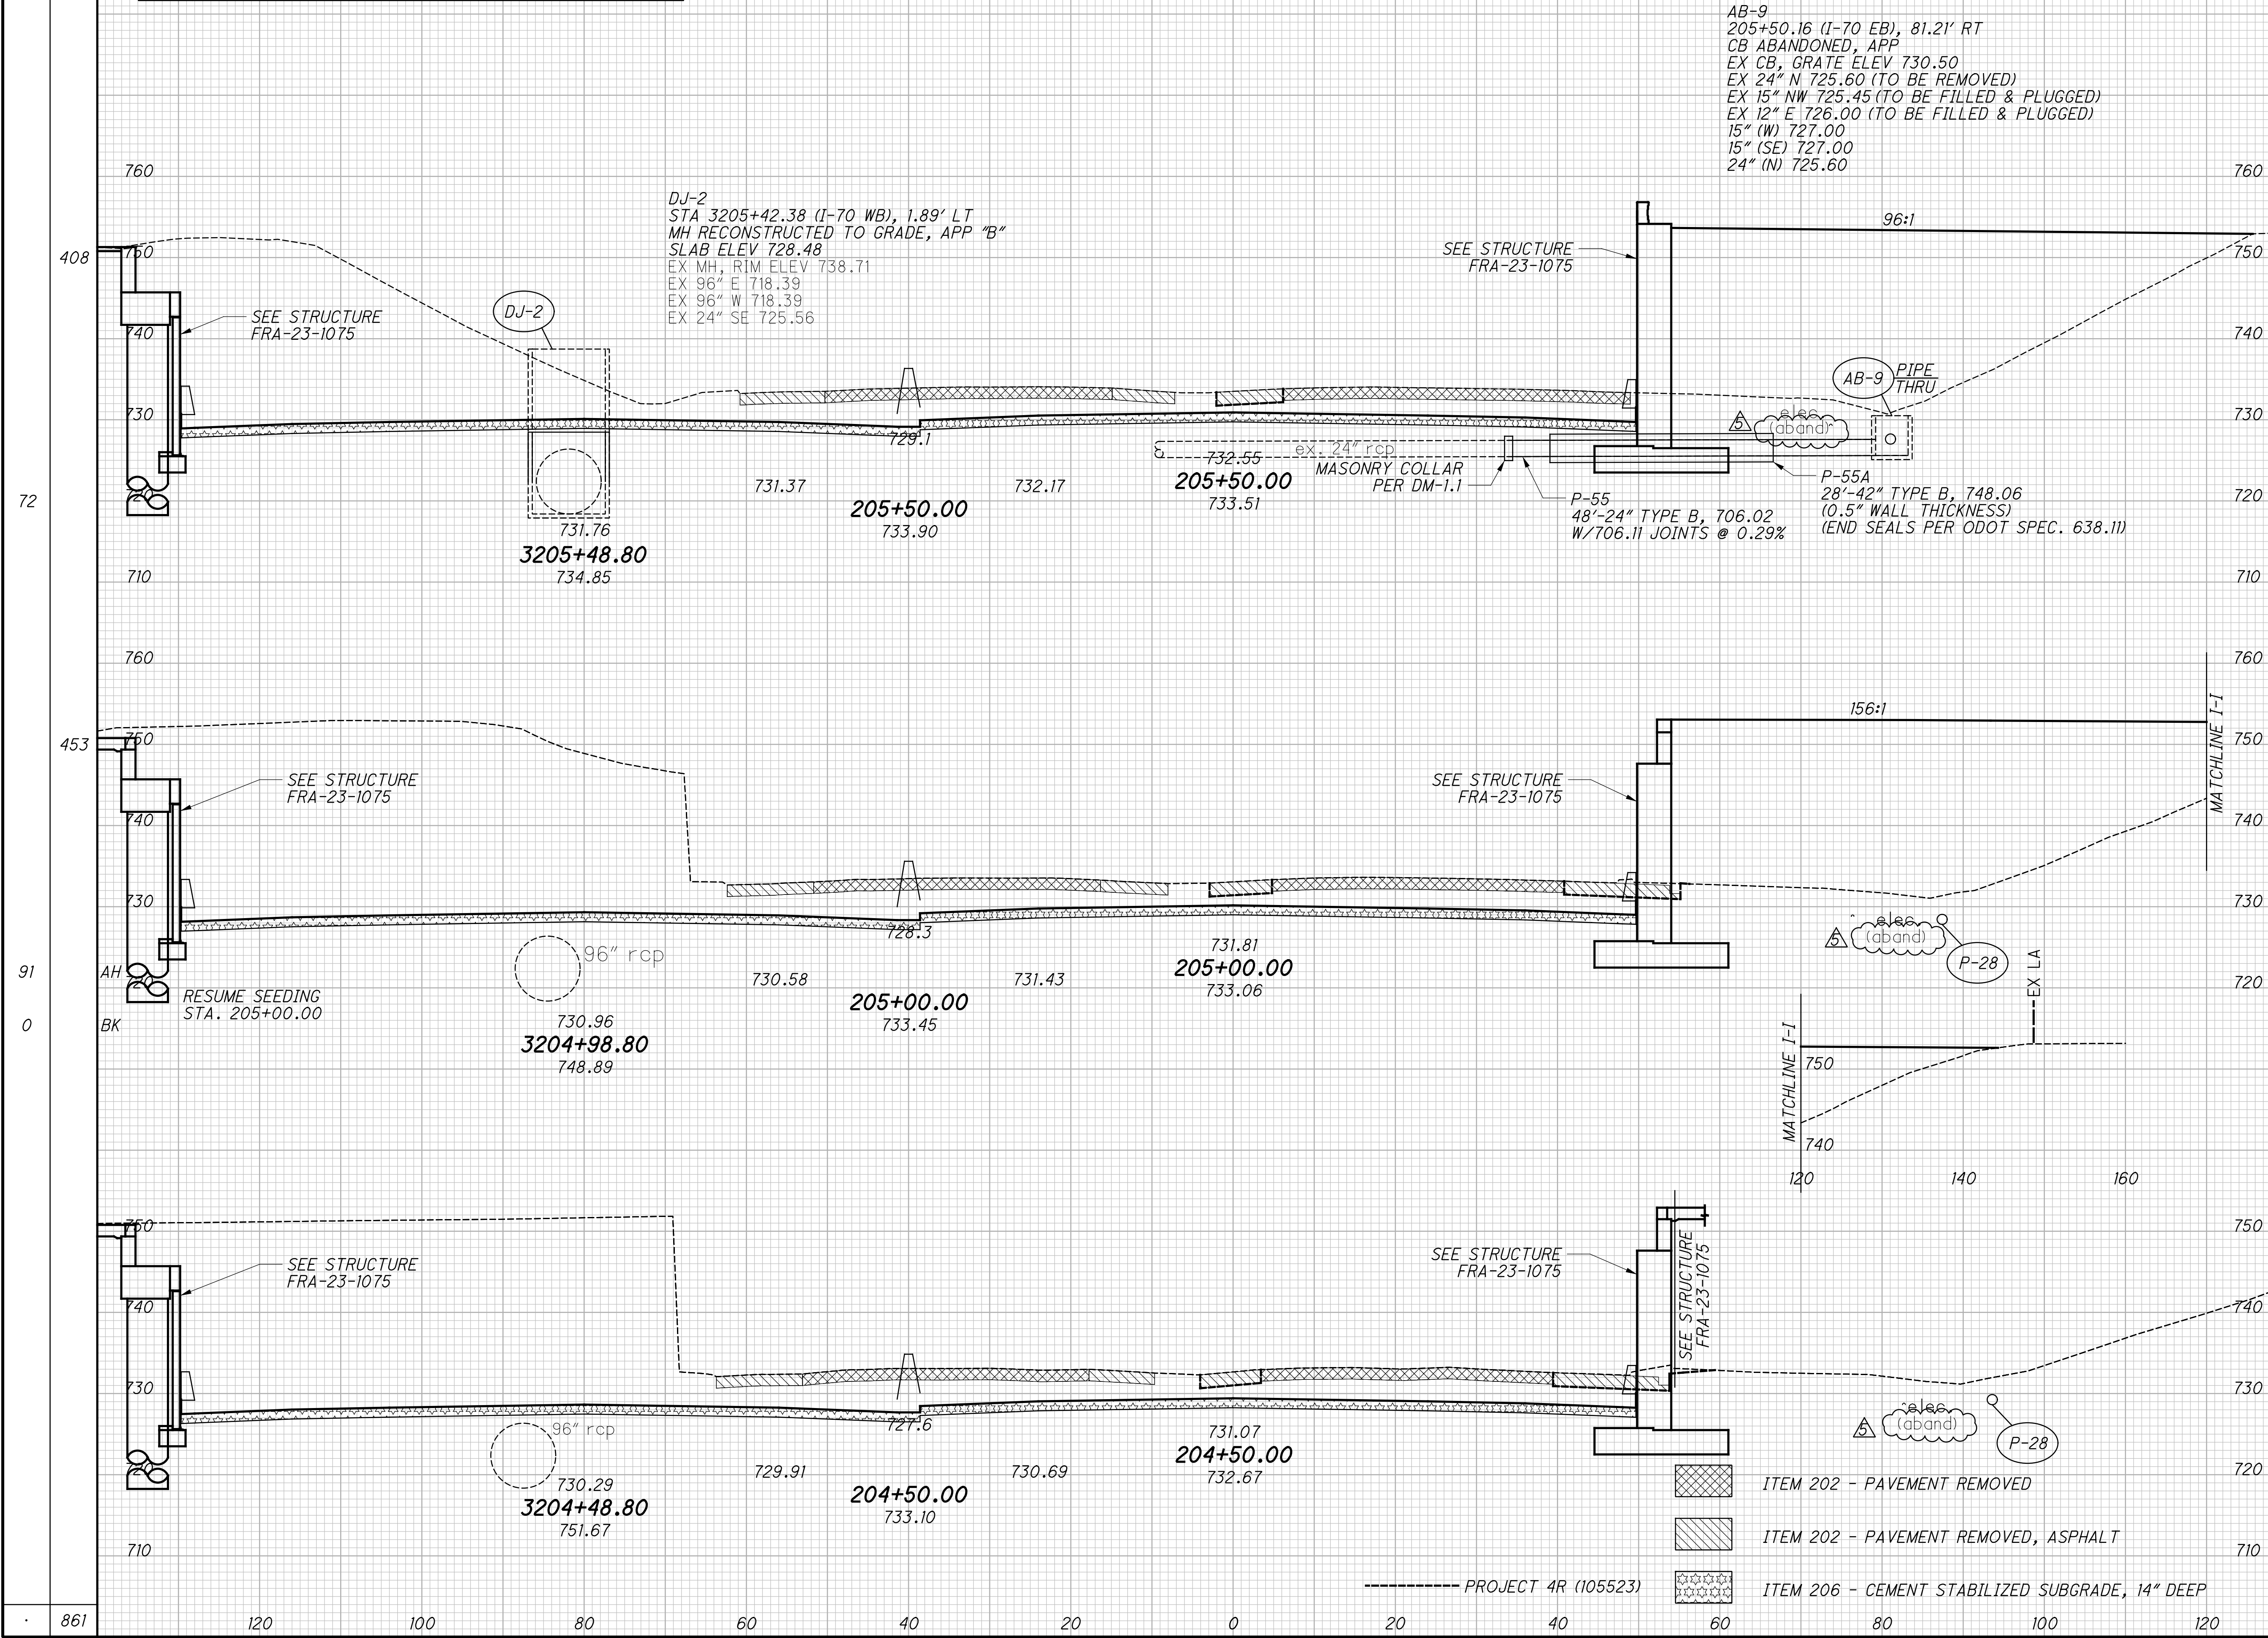 AB-9
205+50.16 (I-70 EB), 81.21' RT
CB ABANDONED, APP
EX CB, GRATE ELEV 730.50
EX 24" N 725.60 (TO BE REMOVED)
EX 15" NW 725.45 (TO BE FILLED & PLUGGED)
EX 12" E 726.00 (TO BE FILLED & PLUGGED)
15" (W) 727.00
15" (SE) 727.00
24" (N) 725.60
760
760
DJ-2
STA 3205+42.38 (I-70 WB), 1.89' LT
MH RECONSTRUCTED TO GRADE, APP "B"
SLAB ELEV 728.48
EX MH, RIM ELEV 738.71
EX 96" E 718.39
EX 96" W 718.39
EX 24" SE 725.56
96:1
408
750
750
SEE STRUCTURE
FRA-23-1075
SEE STRUCTURE
FRA-23-1075
DJ-2
740
740
AB-9
PIPE
THRU
730
730
5
elec
(aband)
729.1
ex. 24" rcp
732.55
MASONRY COLLAR
PER DM-1.1
731.37
732.17
205+50.00
733.51
P-55A
28'-42" TYPE B, 748.06
(0.5" WALL THICKNESS)
(END SEALS PER ODOT SPEC. 638.11)
P-55
48'-24" TYPE B, 706.02
W/706.11 JOINTS @ 0.29%
72
720
720
205+50.00
733.90
731.76
3205+48.80
734.85
710
710
760
760
156:1
MATCHLINE I-I
453
750
750
SEE STRUCTURE
FRA-23-1075
SEE STRUCTURE
FRA-23-1075
740
740
730
730
728.3
96" rcp
731.81
205+00.00
733.06
5
elec
(aband)
P-28
91
AH
720
720
730.58
731.43
205+00.00
733.45
RESUME SEEDING
STA. 205+00.00
0
BK
730.96
3204+98.80
748.89
EX LA
MATCHLINE I-I
750
740
120
140
160
750
750
SEE STRUCTURE
FRA-23-1075
SEE STRUCTURE
FRA-23-1075
SEE STRUCTURE
FRA-23-1075
740
740
730
730
727.6
96" rcp
731.07
204+50.00
732.67
5
elec
(aband)
P-28
720
720
729.91
730.69
730.29
3204+48.80
751.67
204+50.00
733.10
ITEM 202 - PAVEMENT REMOVED
ITEM 202 - PAVEMENT REMOVED, ASPHALT
710
710
PROJECT 4R (105523)
ITEM 206 - CEMENT STABILIZED SUBGRADE, 14" DEEP
861
120
100
80
60
40
20
0
20
40
60
80
100
120